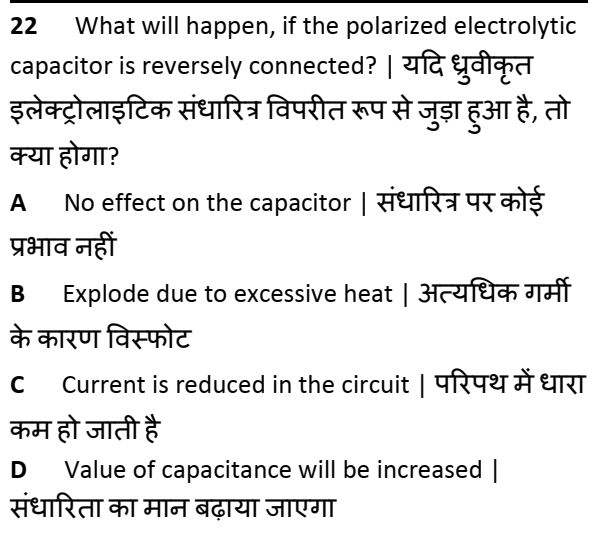 22 What will happen, if the polarized electrolytic
capacitor is reversely connected? | यदि ध्रुवीकृत
इलेक्ट्रोलाइटिक संधारित्र विपरीत रूप से जुड़ा हुआ है, तो
क्या होगा?
A No effect on the capacitor | संधारित्र पर कोई
प्रभाव नहीं
B Explode due to excessive heat | अत्यधिक गर्मी
के कारण विस्फोट
C Current is reduced in the circuit | परिपथ में धारा
कम हो जाती है
D Value of capacitance will be increased |
संधारिता का मान बढ़ाया जाएगा